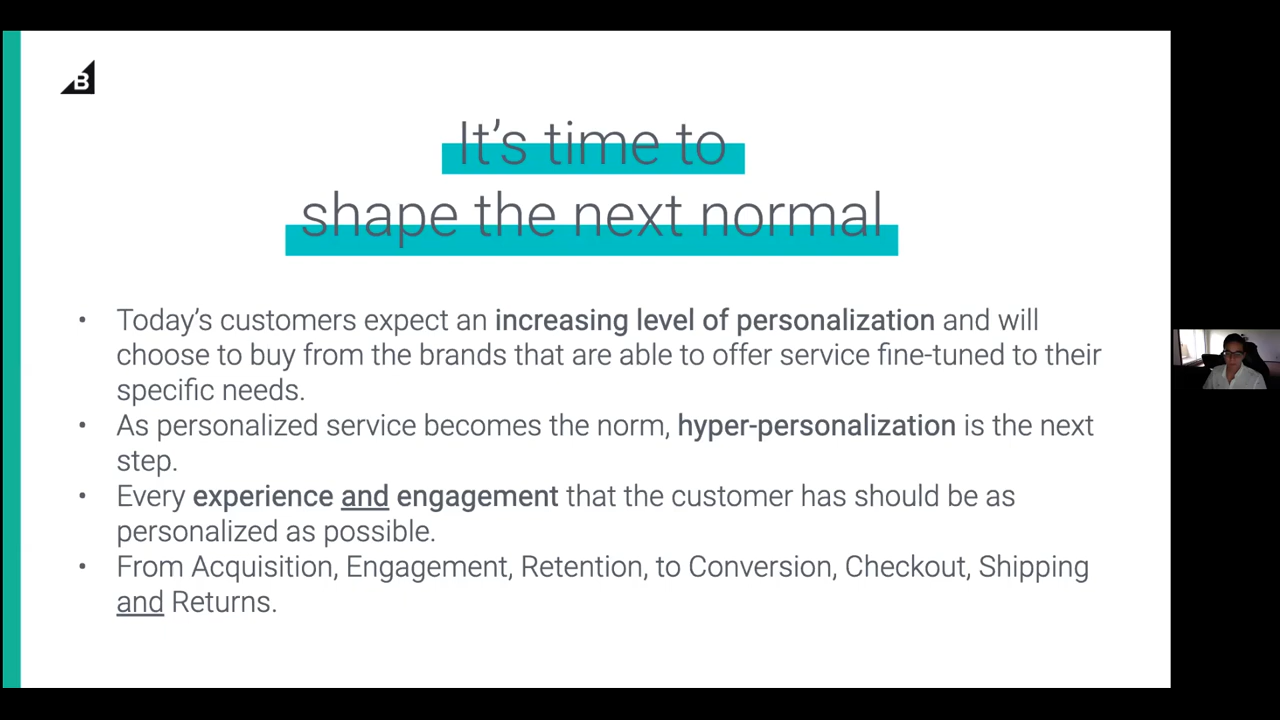 B
It's time to
shape the next normal
• Today's customers expect an increasing level of personalization and will
choose to buy from the brands that are able to offer service fine-tuned to their
specific needs.
• As personalized service becomes the norm, hyper-personalization is the next
step.
• Every experience and engagement that the customer has should be as
personalized as possible.
• From Acquisition, Engagement, Retention, to Conversion, Checkout, Shipping
and Returns.